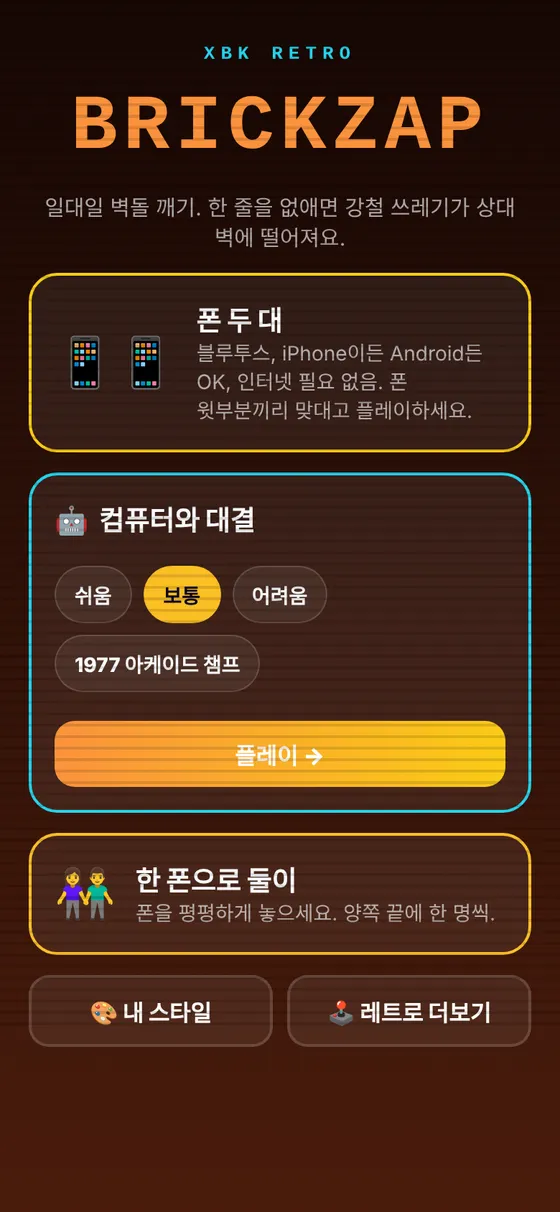 XBK RETRO
BRICKZAP
일대일 벽돌 깨기. 한 줄을 없애면 강철 쓰레기가 상대
벽에 떨어져요.
폰 두 대
블루투스, iPhone이든 Android든
OK, 인터넷 필요 없음. 폰
윗부분끼리 맞대고 플레이하세요.
컴퓨터와 대결
쉬움 보통 어려움
1977 아케이드 챔프
플레이 →
한 폰으로 둘이
폰을 평평하게 놓으세요. 양쪽 끝에 한 명씩.
내 스타일 레트로 더보기